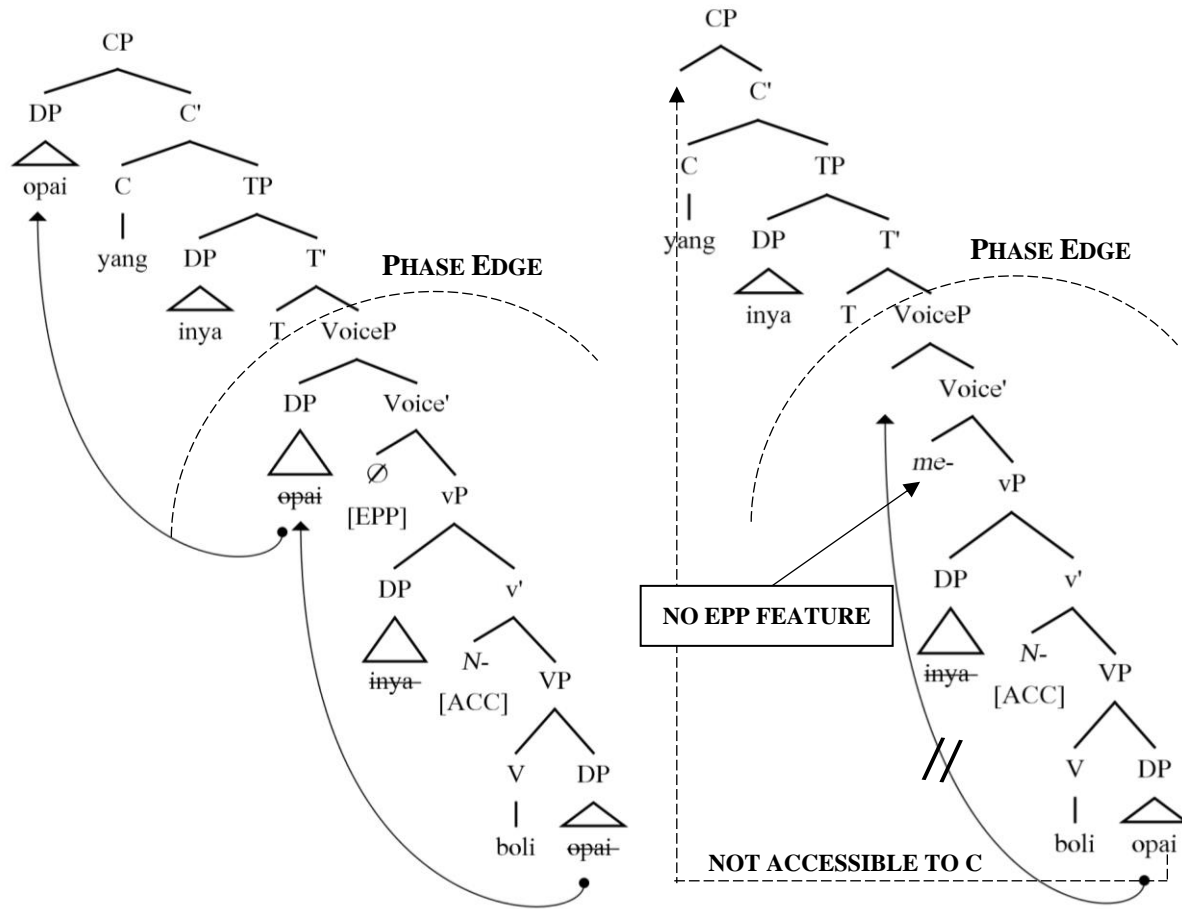 CP
DP C'
opai C TP
yang DP T'
inya T VoiceP
PHASE EDGE
DP Voice'
opai Ø vP
[EPP]
DP v'
inya N- VP
[ACC]
V DP
boli opai
CP
C'
C TP
yang DP T'
inya T VoiceP
PHASE EDGE
Voice'
me- vP
NO EPP FEATURE
DP v'
inya N- VP
[ACC]
V DP
boli opai
NOT ACCESSIBLE TO C